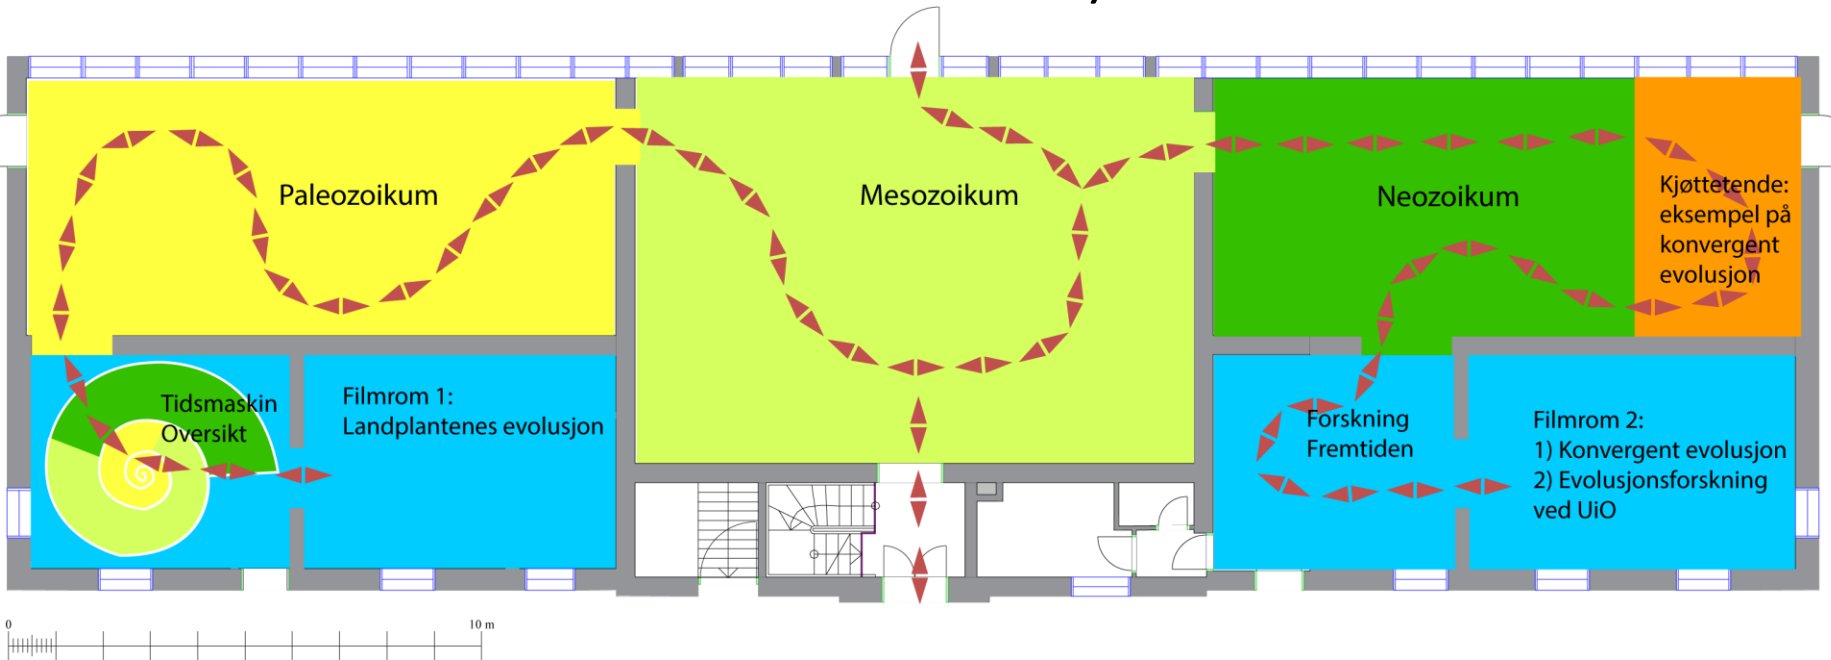 Paleozoikum
Mesozoikum
Neozoikum
Kjøttetende:
eksempel på
konvergent
evolusjon
Tidsmaskin
Oversikt
Filmrom 1:
Landplantenes evolusjon
Forskning
Fremtiden
Filmrom 2:
1) Konvergent evolusjon
2) Evolusjonsforskning
ved UiO
0
10 m